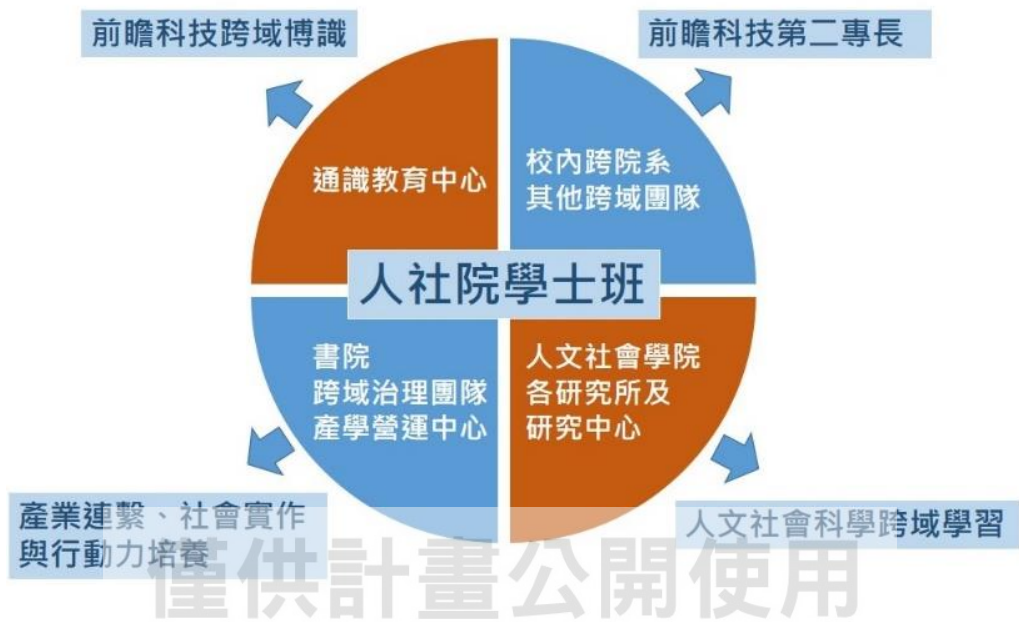 前瞻科技跨域博識
前瞻科技第二專長
通識教育中心
校內跨院系
其他跨域團隊
人社院學士班
書院
跨域治理團隊
產學營運中心
人文社會學院
各研究所及
研究中心
產業連繫、社會實作
與行動力培養
人文社會科學跨域學習
僅供計畫公開使用